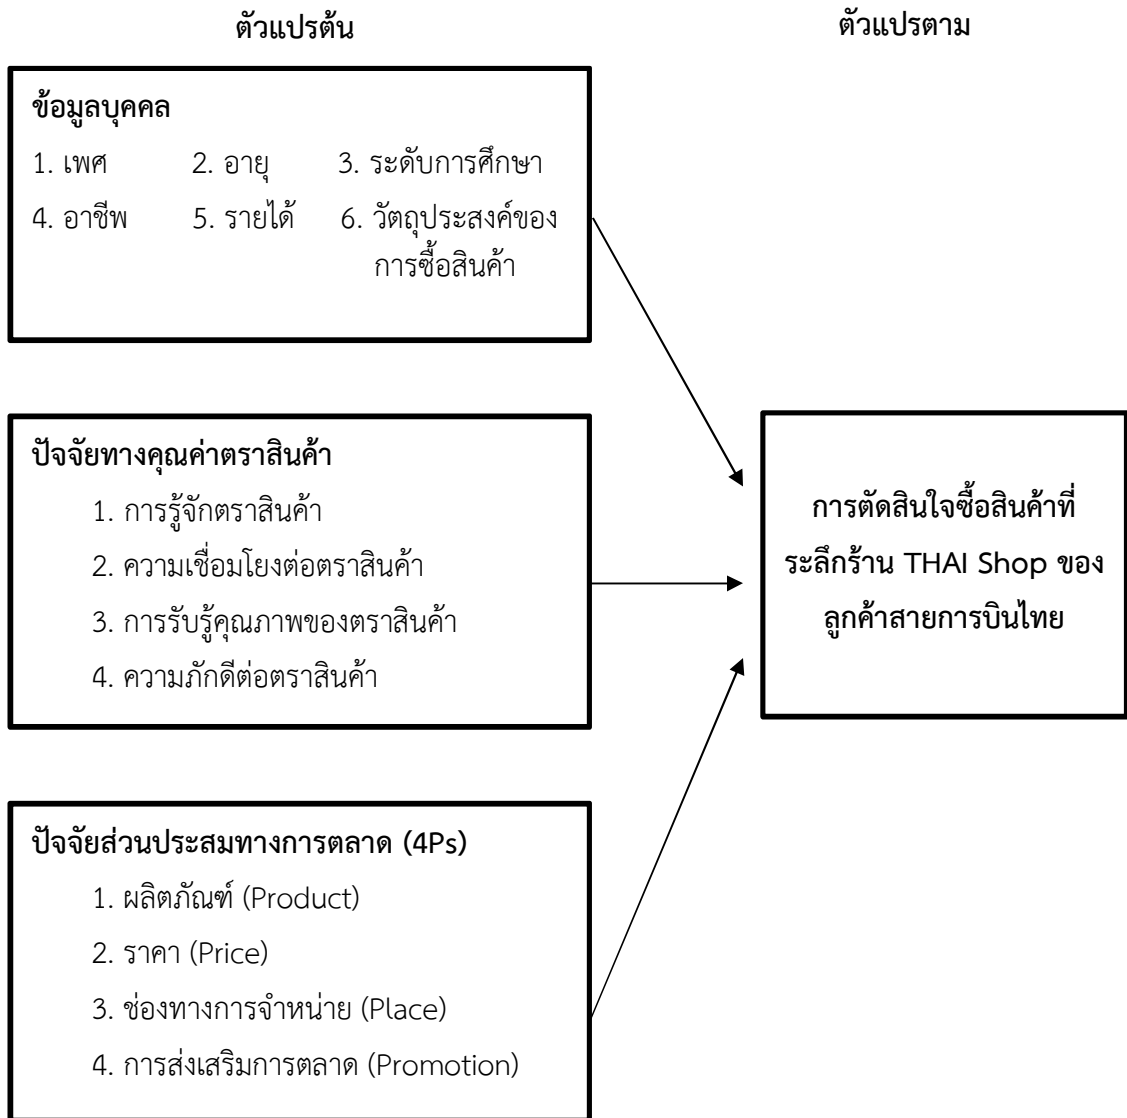 ตัวแปรต้น
ตัวแปรตาม
ข้อมูลบุคคล
1. เพศ 2. อายุ 3. ระดับการศึกษา
4. อาชีพ 5. รายได้ 6. วัตถุประสงค์ของ
การซื้อสินค้า
ปัจจัยทางคุณค่าตราสินค้า
1. การรู้จักตราสินค้า
2. ความเชื่อมโยงต่อตราสินค้า
3. การรับรู้คุณภาพของตราสินค้า
4. ความภักดีต่อตราสินค้า
การตัดสินใจซื้อสินค้าที่
ระลึกร้าน THAI Shop ของ
ลูกค้าสายการบินไทย
ปัจจัยส่วนประสมทางการตลาด (4Ps)
1. ผลิตภัณฑ์ (Product)
2. ราคา (Price)
3. ช่องทางการจำหน่าย (Place)
4. การส่งเสริมการตลาด (Promotion)